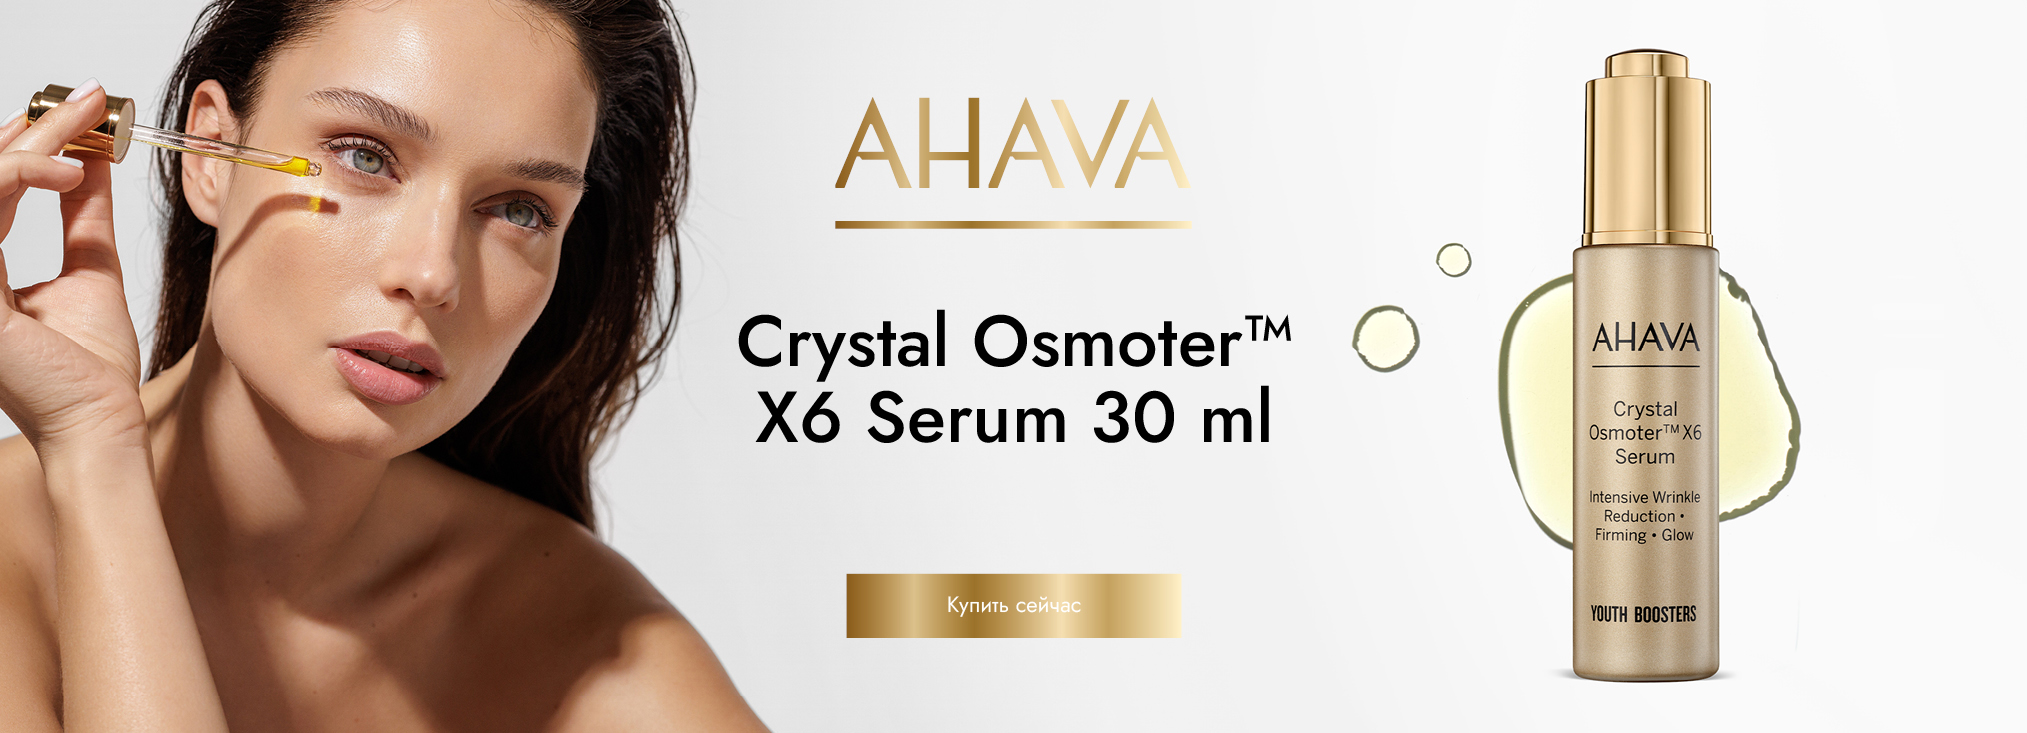 AHAVA
Crystal Osmoter™
X6 Serum 30 ml
Купить сейчас
AHAVA
Crystal
Osmoter™ X6
Serum
Intensive Wrinkle
Reduction •
Firming • Glow
YOUTH BOOSTERS